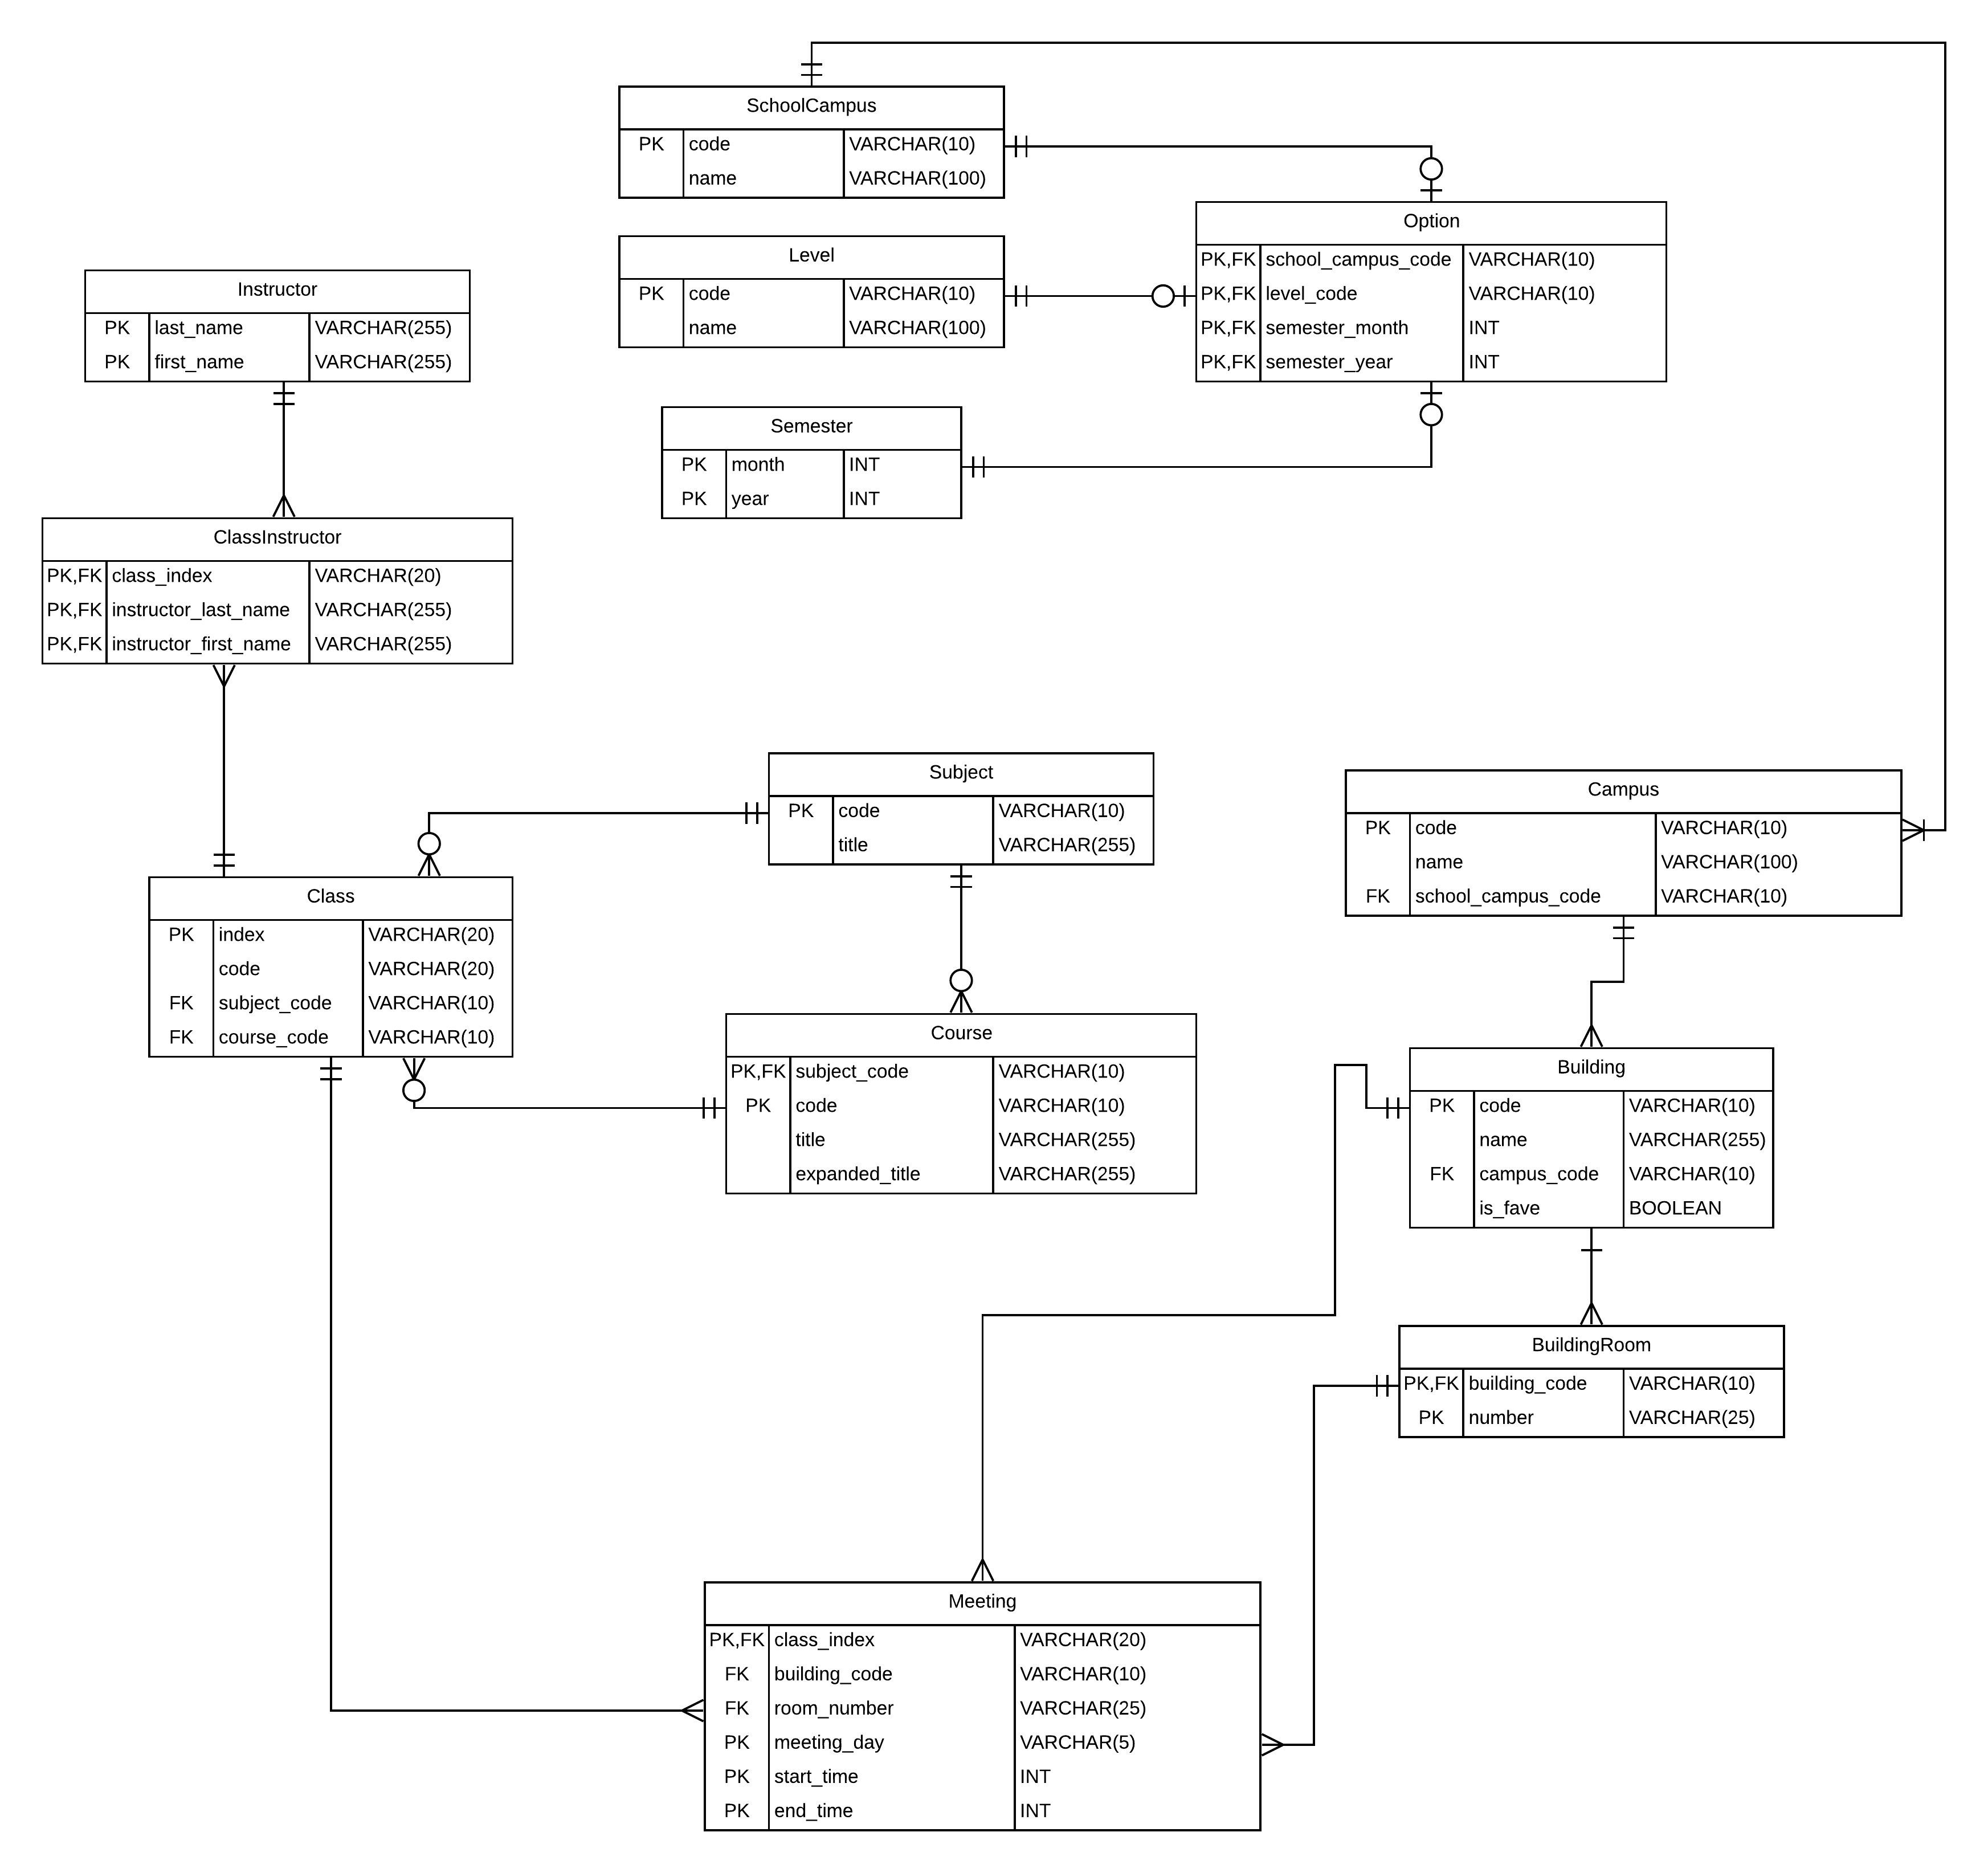 SchoolCampus
PK code VARCHAR(10)
name VARCHAR(100)
Option
PK,FK school_campus_code VARCHAR(10)
PK,FK level_code VARCHAR(10)
PK,FK semester_month INT
PK,FK semester_year INT
Level
PK code VARCHAR(10)
name VARCHAR(100)
Instructor
PK last_name VARCHAR(255)
PK first_name VARCHAR(255)
Semester
PK month INT
PK year INT
ClassInstructor
PK,FK class_index VARCHAR(20)
PK,FK instructor_last_name VARCHAR(255)
PK,FK instructor_first_name VARCHAR(255)
Subject
PK code VARCHAR(10)
title VARCHAR(255)
Campus
PK code VARCHAR(10)
name VARCHAR(100)
FK school_campus_code VARCHAR(10)
Class
PK index VARCHAR(20)
code VARCHAR(20)
FK subject_code VARCHAR(10)
FK course_code VARCHAR(10)
Course
PK,FK subject_code VARCHAR(10)
PK code VARCHAR(10)
title VARCHAR(255)
expanded_title VARCHAR(255)
Building
PK code VARCHAR(10)
name VARCHAR(255)
FK campus_code VARCHAR(10)
is_fave BOOLEAN
BuildingRoom
PK,FK building_code VARCHAR(10)
PK number VARCHAR(25)
Meeting
PK,FK class_index VARCHAR(20)
FK building_code VARCHAR(10)
FK room_number VARCHAR(25)
PK meeting_day VARCHAR(5)
PK start_time INT
PK end_time INT